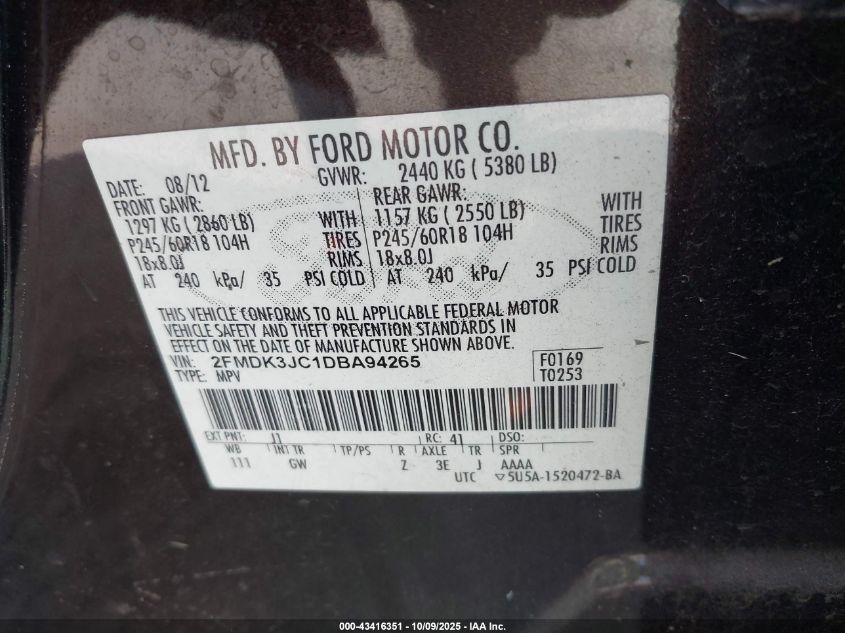 MFD. BY FORD MOTOR CO.
DATE: 08/12 GVWR: 2440 KG ( 5380 LB)
FRONT GAWR: REAR GAWR:
1297 KG ( 2860 LB) WITH 1157 KG ( 2550 LB) WITH
P245/60R18 104H TIRES P245/60R18 104H TIRES
18x8.0J RIMS 18x8.0J RIMS
AT 240 kPa/ 35 PSI COLD AT 240 kPa/ 35 PSI COLD
THIS VEHICLE CONFORMS TO ALL APPLICABLE FEDERAL MOTOR
VEHICLE SAFETY AND THEFT PREVENTION STANDARDS IN
EFFECT ON THE DATE OF MANUFACTURE SHOWN ABOVE.
VIN: 2FMDK3JC1DBA94265 F0169
TYPE: MPV T0253
EXT PNT: J1 RC: 41 DSO:
WB INT TR TP/PS R AXLE TR SPR
111 GW Z 3E J AAAA
UTC ▽5U5A-1520472-BA
000-43416351 - 10/09/2025 - IAA Inc.